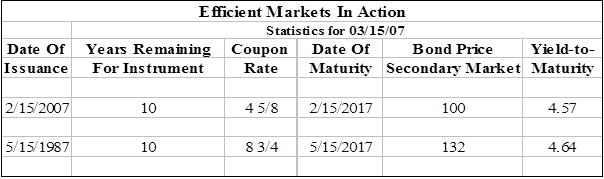 Efficient Markets In Action
Statistics for 03/15/07
Date Of Years Remaining Coupon Date Of Bond Price Yield-to-
Issuance For Instrument Rate Maturity Secondary Market Maturity
2/15/2007 10 4 5/8 2/15/2017 100 4.57
5/15/1987 10 8 3/4 5/15/2017 132 4.64